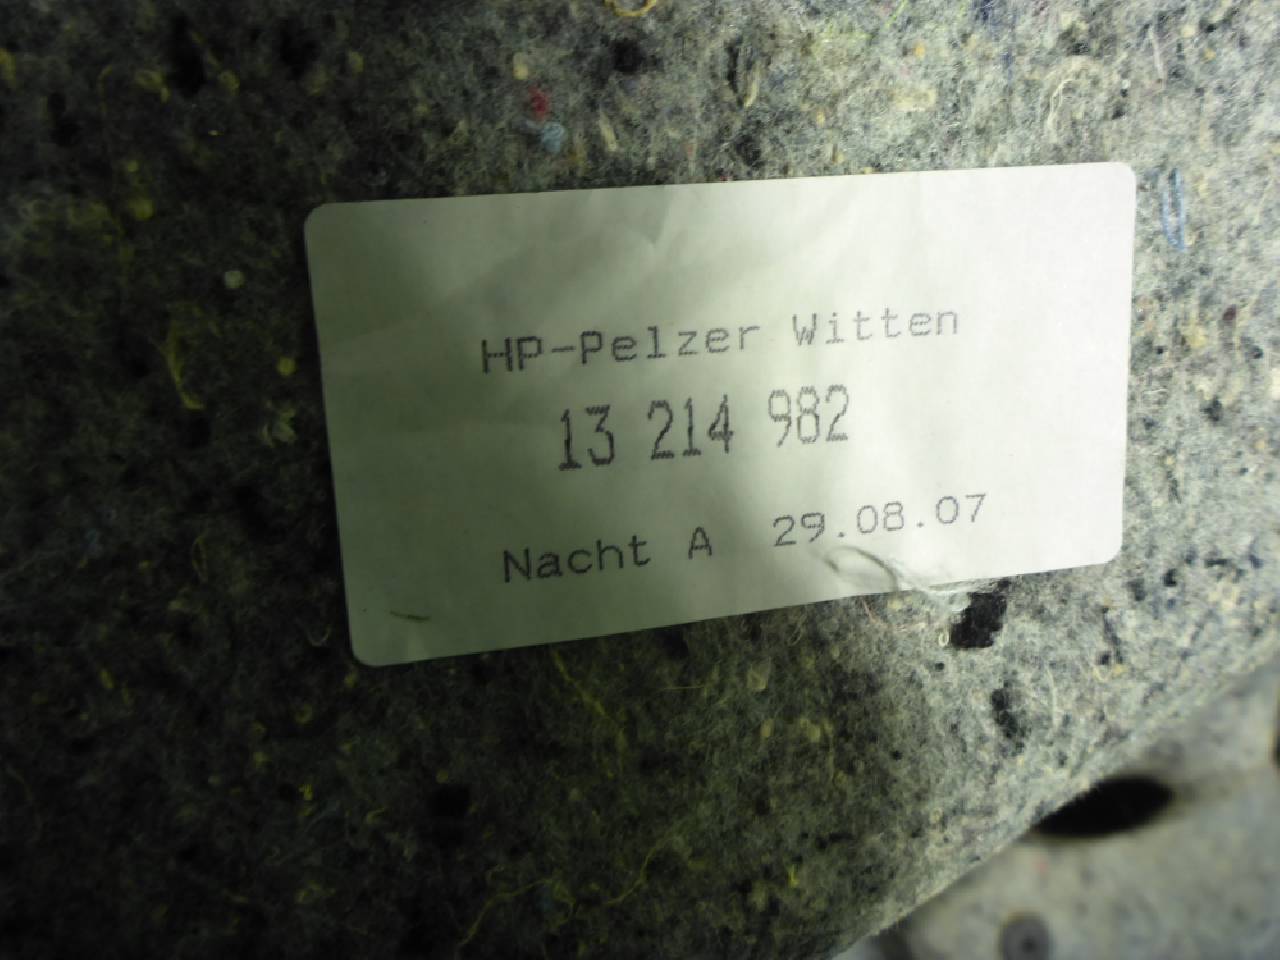 HP-Pelzer Witten
13 214 982
Nacht A 29.08.07